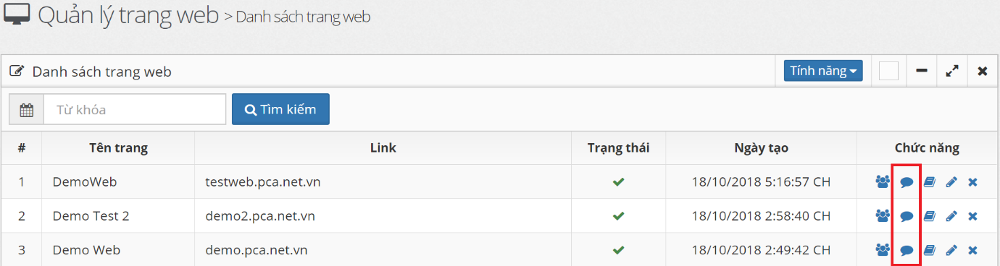 Quản lý trang web > Danh sách trang web
Danh sách trang web Tính năng
Từ khóa Tìm kiếm
# Tên trang Link Trạng thái Ngày tạo Chức năng
1 DemoWeb testweb.pca.net.vn 18/10/2018 5:16:57 CH
2 Demo Test 2 demo2.pca.net.vn 18/10/2018 2:58:40 CH
3 Demo Web demo.pca.net.vn 18/10/2018 2:49:42 CH